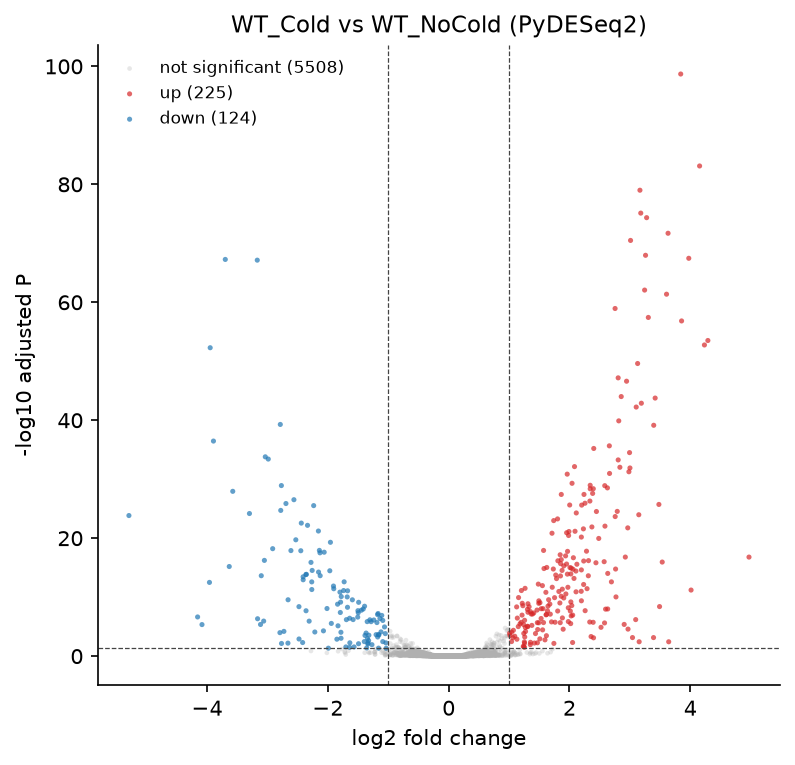 WT_Cold vs WT_NoCold (PyDESeq2)
not significant (5508)
up (225)
down (124)
-log10 adjusted P
100
80
60
40
20
0
−4
−2
0
2
4
log2 fold change